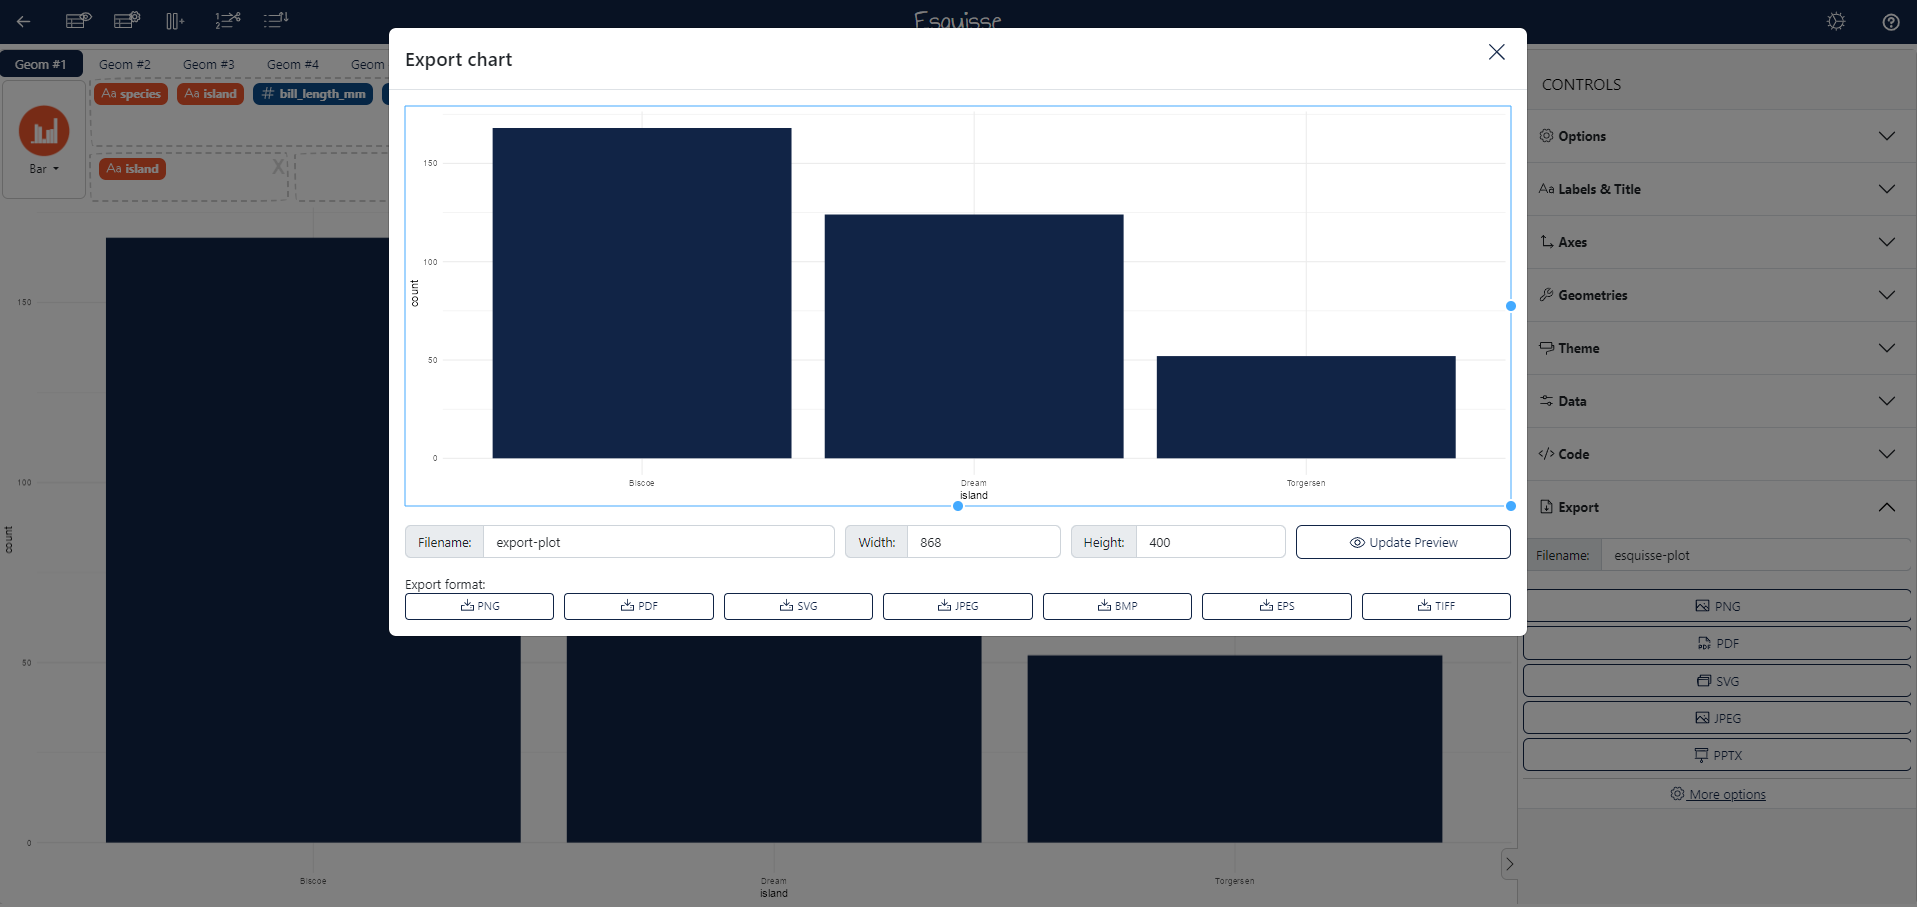 Esquisse
Geom #1 Geom #2 Geom #3 Geom #4 Geom
Aa species Aa island # bill_length_mm
Bar
Aa island X
150
100
50
0
count
Biscoe Dream Torgersen
island
Export chart
150
100
50
0
count
Biscoe Dream Torgersen
island
Filename: export-plot Width: 868 Height: 400 Update Preview
Export format:
PNG PDF SVG JPEG BMP EPS TIFF
CONTROLS
Options
Aa Labels & Title
Axes
Geometries
Theme
Data
</> Code
Export
Filename: esquisse-plot
PNG
PDF
SVG
JPEG
PPTX
More options